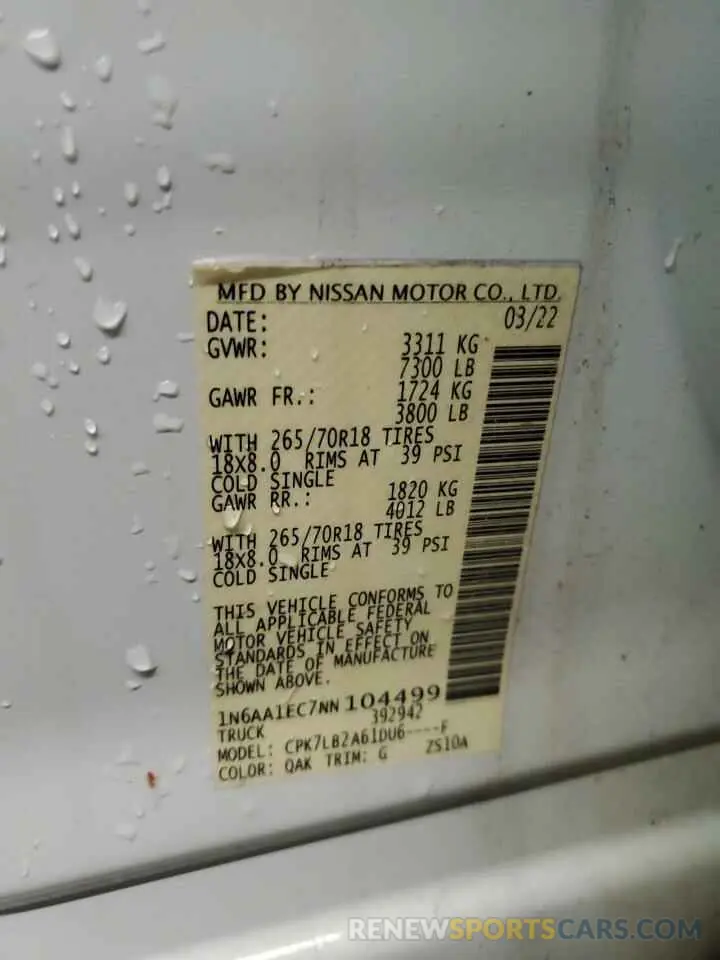 MFD BY NISSAN MOTOR CO., LTD.
DATE: 03/22
GVWR: 3311 KG
7300 LB
GAWR FR.: 1724 KG
3800 LB
WITH 265/70R18 TIRES
18X8.0 RIMS AT 39 PSI
COLD SINGLE
GAWR RR.: 1820 KG
4012 LB
WITH 265/70R18 TIRES
18X8.0 RIMS AT 39 PSI
COLD SINGLE
THIS VEHICLE CONFORMS TO
ALL APPLICABLE FEDERAL
MOTOR VEHICLE SAFETY
STANDARDS IN EFFECT ON
THE DATE OF MANUFACTURE
SHOWN ABOVE.
1N6AA1EC7NN104499
TRUCK 392942
MODEL: CPK7LB2A61DU6----F
COLOR: QAK TRIM: G ZS10A
RENEWSPORTSCARS.COM